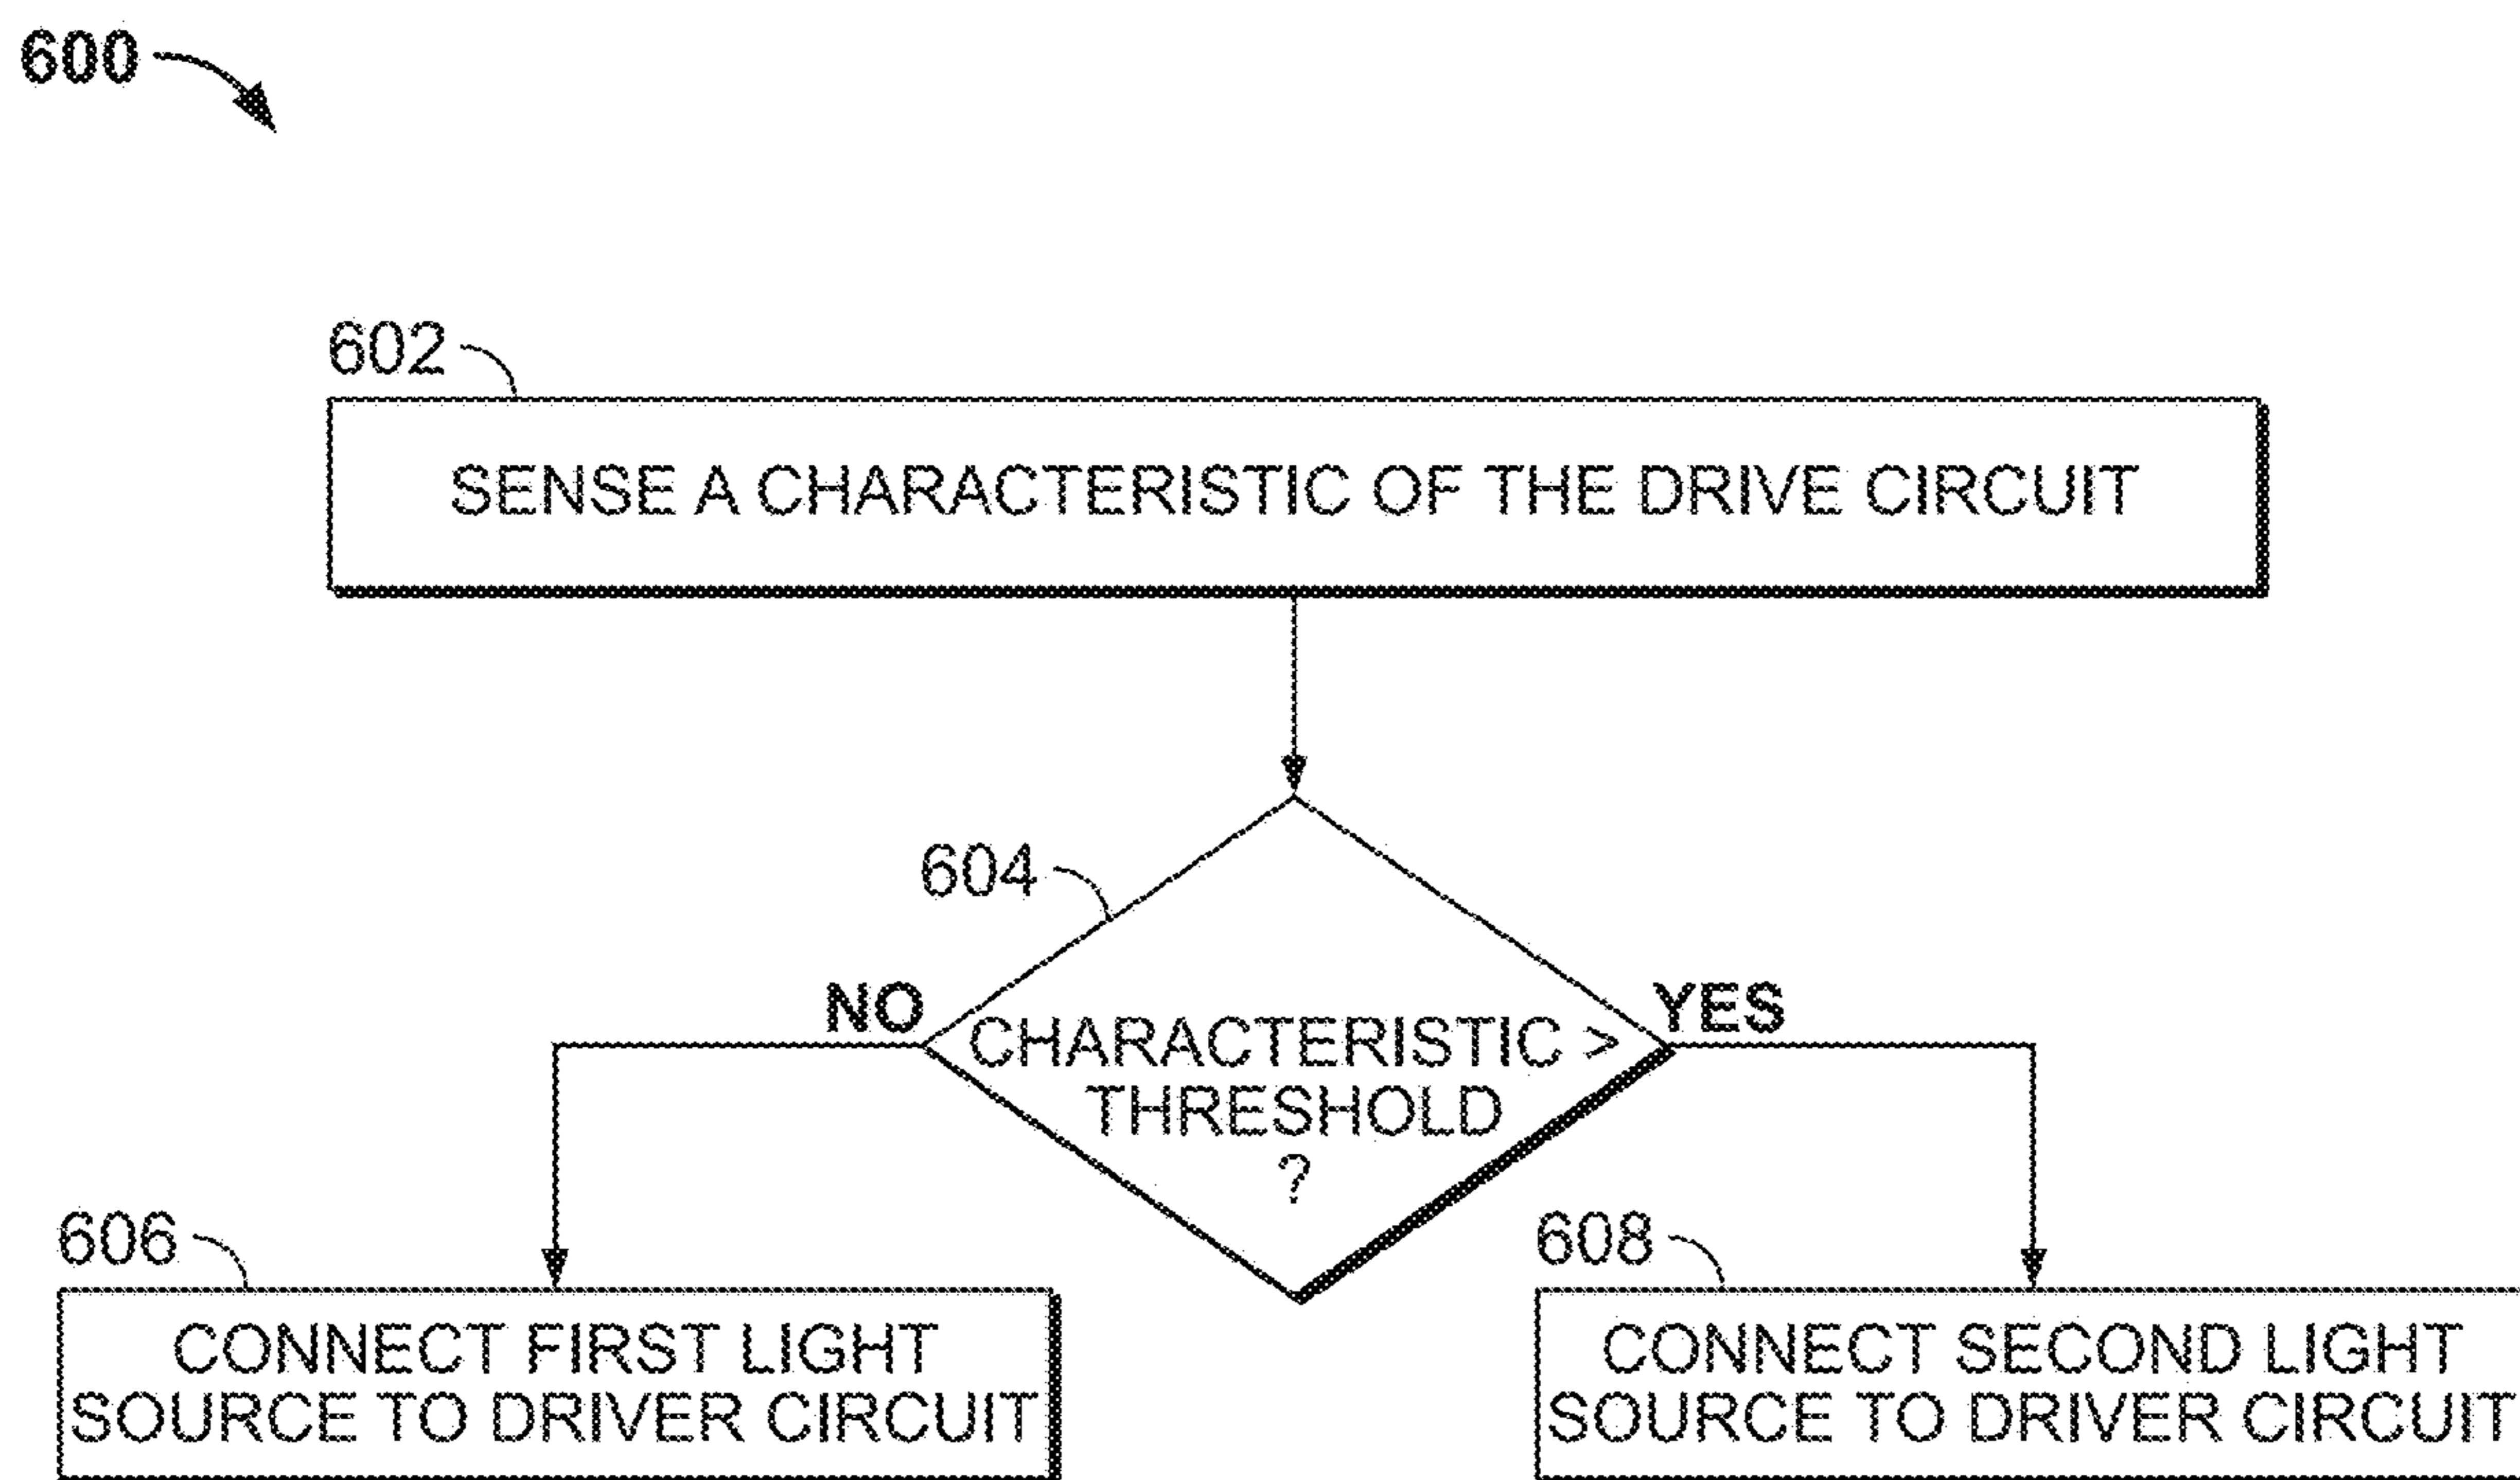 600
602
SENSE A CHARACTERISTIC OF THE DRIVE CIRCUIT
604
NO
YES
CHARACTERISTIC >
THRESHOLD
?
606
CONNECT FIRST LIGHT
SOURCE TO DRIVER CIRCUIT
608
CONNECT SECOND LIGHT
SOURCE TO DRIVER CIRCUIT